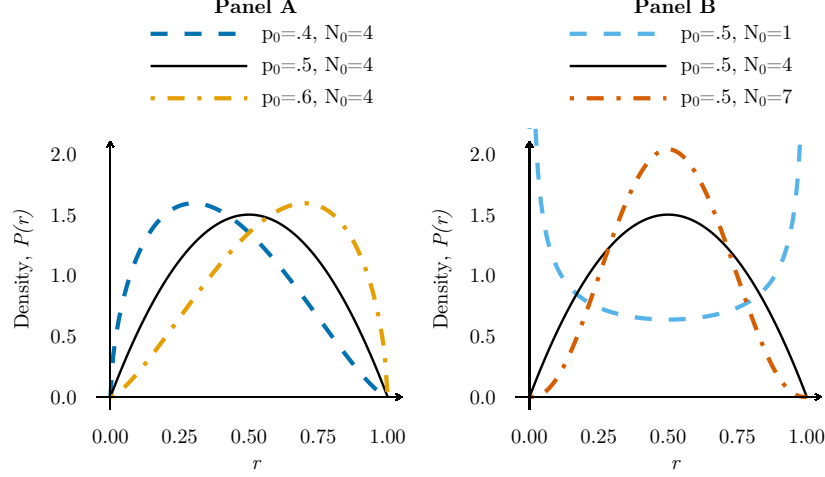 Panel A
p₀=.4, N₀=4
p₀=.5, N₀=4
p₀=.6, N₀=4
Density, P(r)
2.0
1.5
1.0
0.5
0.0
0.00 0.25 0.50 0.75 1.00
r
Panel B
p₀=.5, N₀=1
p₀=.5, N₀=4
p₀=.5, N₀=7
Density, P(r)
2.0
1.5
1.0
0.5
0.0
0.00 0.25 0.50 0.75 1.00
r